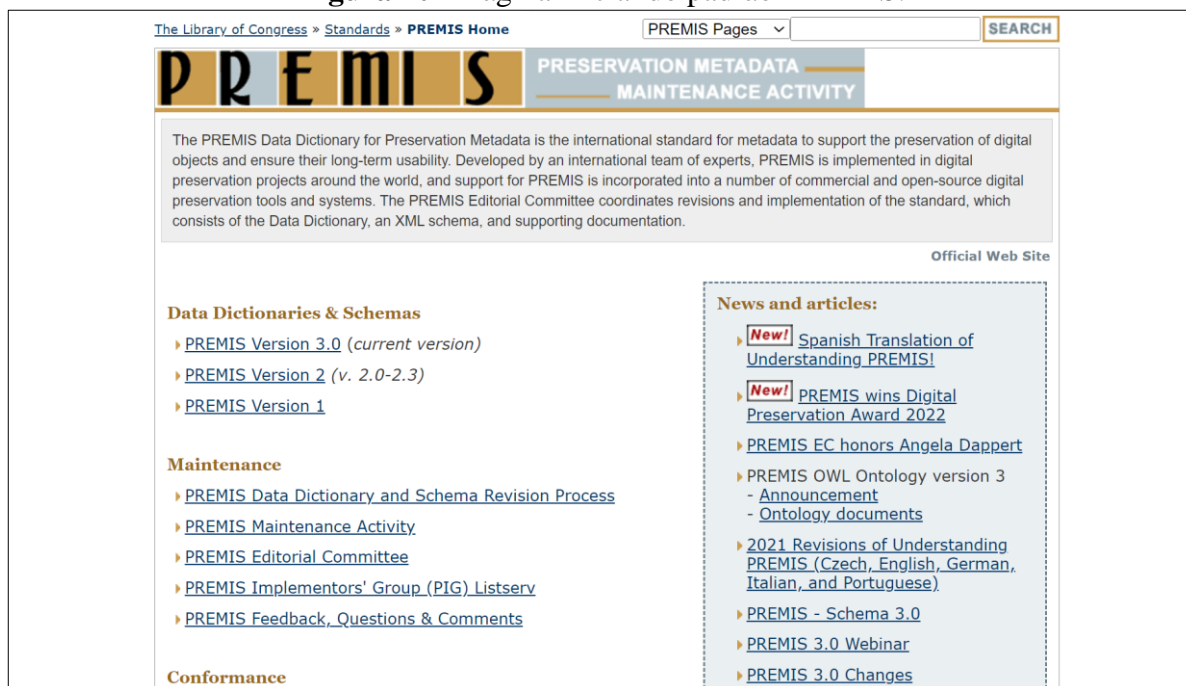 The Library of Congress » Standards » PREMIS Home
PREMIS Pages
SEARCH
PREMIS
PRESERVATION METADATA
MAINTENANCE ACTIVITY
The PREMIS Data Dictionary for Preservation Metadata is the international standard for metadata to support the preservation of digital
objects and ensure their long-term usability. Developed by an international team of experts, PREMIS is implemented in digital
preservation projects around the world, and support for PREMIS is incorporated into a number of commercial and open-source digital
preservation tools and systems. The PREMIS Editorial Committee coordinates revisions and implementation of the standard, which
consists of the Data Dictionary, an XML schema, and supporting documentation.
Official Web Site
Data Dictionaries & Schemas
PREMIS Version 3.0 (current version)
PREMIS Version 2 (v. 2.0-2.3)
PREMIS Version 1
Maintenance
PREMIS Data Dictionary and Schema Revision Process
PREMIS Maintenance Activity
PREMIS Editorial Committee
PREMIS Implementors' Group (PIG) Listserv
PREMIS Feedback, Questions & Comments
Conformance
News and articles:
New! Spanish Translation of
Understanding PREMIS!
New! PREMIS wins Digital
Preservation Award 2022
PREMIS EC honors Angela Dappert
PREMIS OWL Ontology version 3
- Announcement
- Ontology documents
2021 Revisions of Understanding
PREMIS (Czech, English, German,
Italian, and Portuguese)
PREMIS - Schema 3.0
PREMIS 3.0 Webinar
PREMIS 3.0 Changes